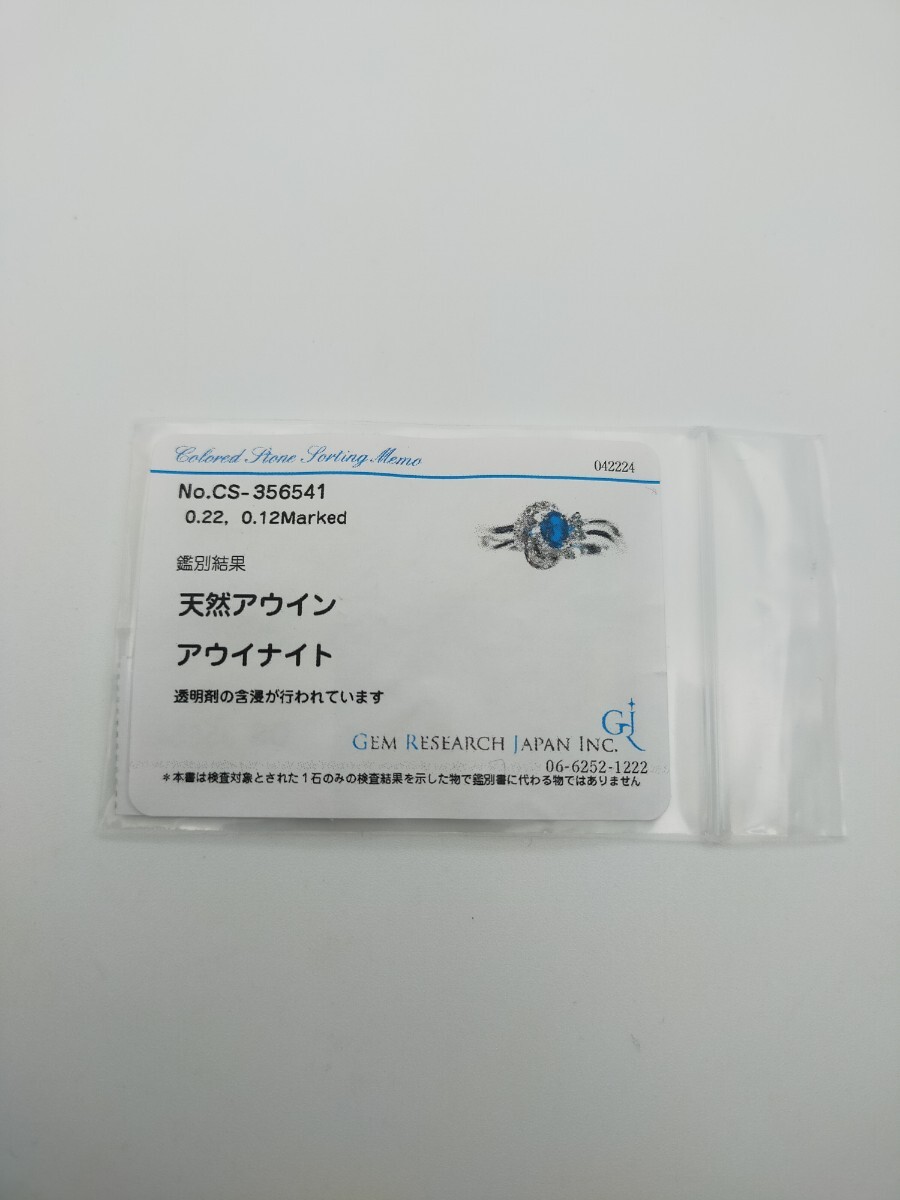 Colored Stone Sorting Memo
042224
No.CS-356541
0.22, 0.12Marked
鑑別結果
天然アウイン
アウイナイト
透明剤の含浸が行われています
GJR
GEM RESEARCH JAPAN INC.
06-6252-1222
*本書は検査対象とされた1石のみの検査結果を示した物で鑑別書に代わる物ではありません